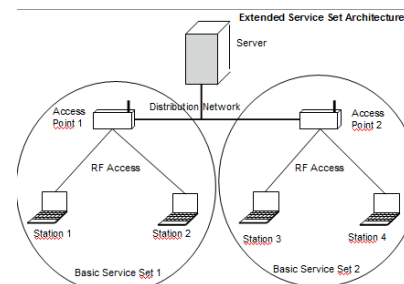 Extended Service Set Architecture
Server
Distribution Network
Access
Point 1
Access
Point 2
RF Access
RF Access
Station 1
Station 2
Station 3
Station 4
Basic Service Set 1
Basic Service Set 2